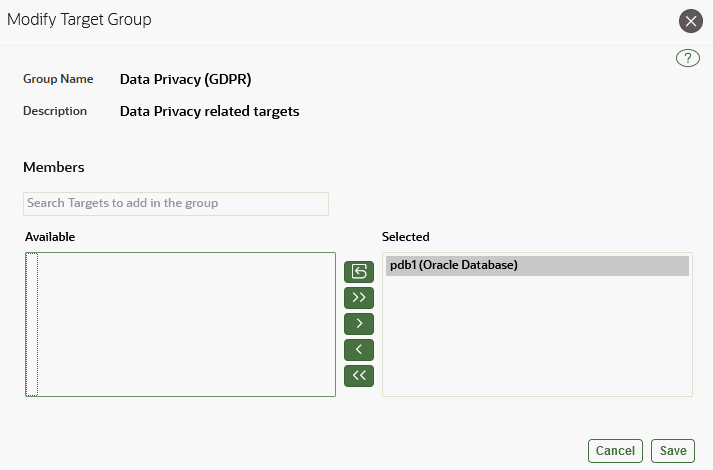 Modify Target Group
?
Group Name Data Privacy (GDPR)
Description Data Privacy related targets
Members
Search Targets to add in the group
Available
Selected
pdb1 (Oracle Database)
Cancel
Save